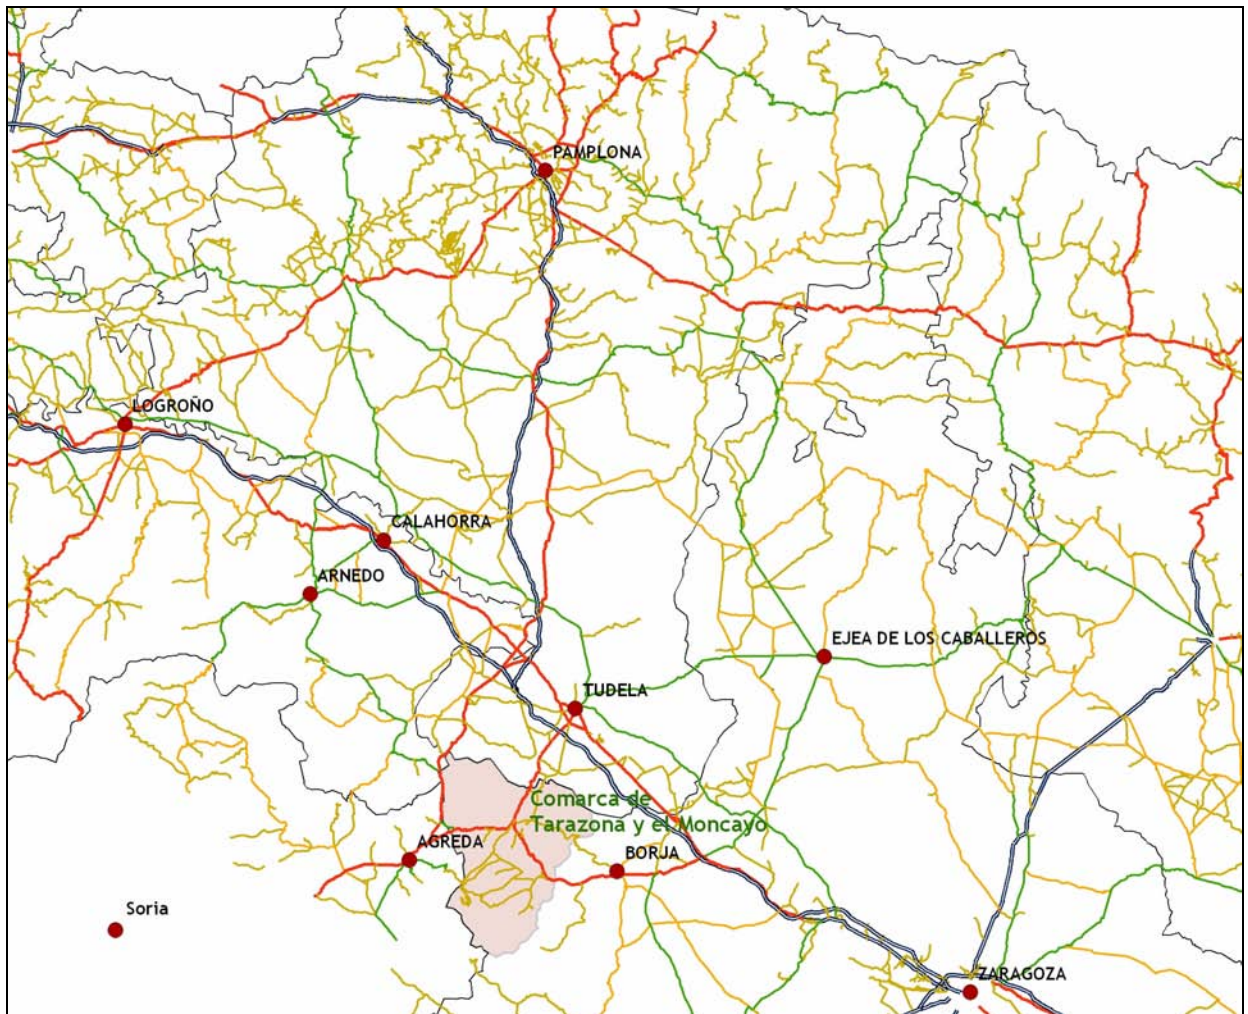 PAMPLONA
LOGROÑO
CALAHORRA
ARNEDO
EJEA DE LOS CABALLEROS
TUDELA
Comarca de
Tarazona y el Moncayo
AGREDA
BORJA
Soria
ZARAGOZA